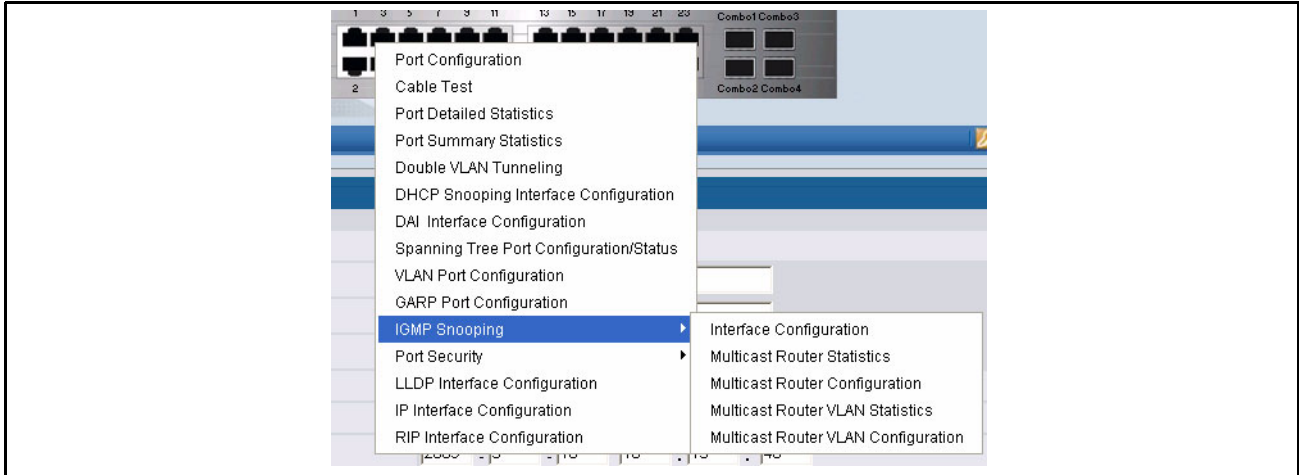 1 3 5 7 9 11 13 15 17 19 21 23 Combo1 Combo3
2 Combo2 Combo4
Port Configuration
Cable Test
Port Detailed Statistics
Port Summary Statistics
Double VLAN Tunneling
DHCP Snooping Interface Configuration
DAI Interface Configuration
Spanning Tree Port Configuration/Status
VLAN Port Configuration
GARP Port Configuration
IGMP Snooping
Port Security
LLDP Interface Configuration
IP Interface Configuration
RIP Interface Configuration
Interface Configuration
Multicast Router Statistics
Multicast Router Configuration
Multicast Router VLAN Statistics
Multicast Router VLAN Configuration